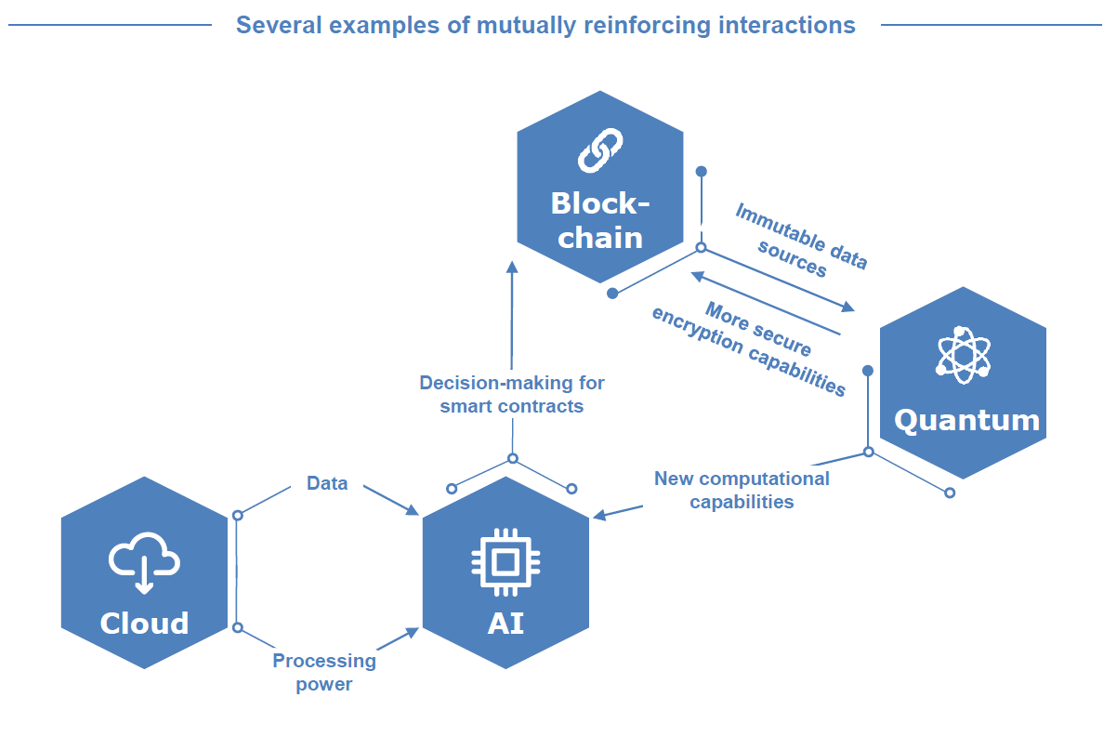 Several examples of mutually reinforcing interactions
Block-
chain
Immutable data
sources
More secure
encryption capabilities
Quantum
Decision-making for
smart contracts
New computational
capabilities
Data
Cloud
AI
Processing
power